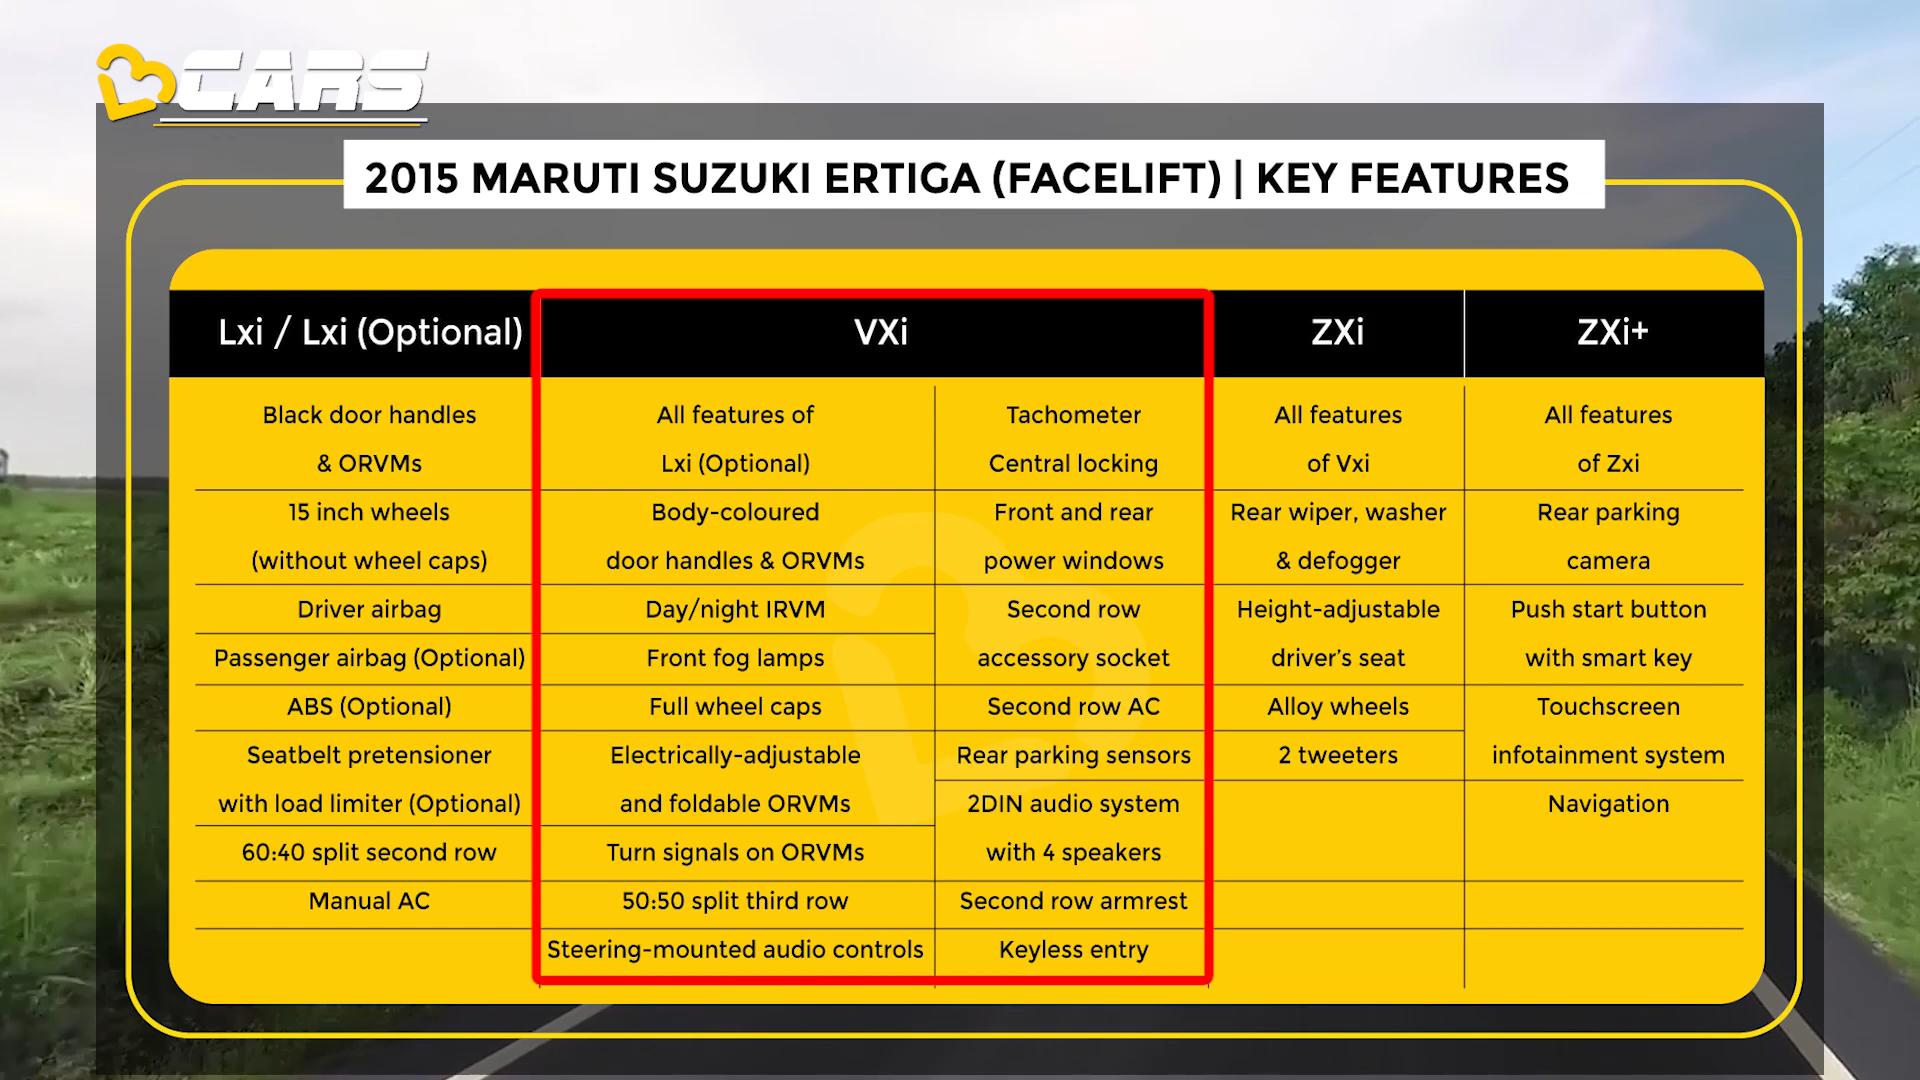 CARS
2015 MARUTI SUZUKI ERTIGA (FACELIFT) | KEY FEATURES
Lxi / Lxi (Optional)
Black door handles
& ORVMs
15 inch wheels
(without wheel caps)
Driver airbag
Passenger airbag (Optional)
ABS (Optional)
Seatbelt pretensioner
with load limiter (Optional)
60:40 split second row
Manual AC
VXi
All features of
Lxi (Optional)
Body-coloured
door handles & ORVMs
Day/night IRVM
Front fog lamps
Full wheel caps
Electrically-adjustable
and foldable ORVMs
Turn signals on ORVMs
50:50 split third row
Steering-mounted audio controls
Tachometer
Central locking
Front and rear
power windows
Second row
accessory socket
Second row AC
Rear parking sensors
2DIN audio system
with 4 speakers
Second row armrest
Keyless entry
ZXi
All features
of Vxi
Rear wiper, washer
& defogger
Height-adjustable
driver's seat
Alloy wheels
2 tweeters
ZXi+
All features
of Zxi
Rear parking
camera
Push start button
with smart key
Touchscreen
infotainment system
Navigation